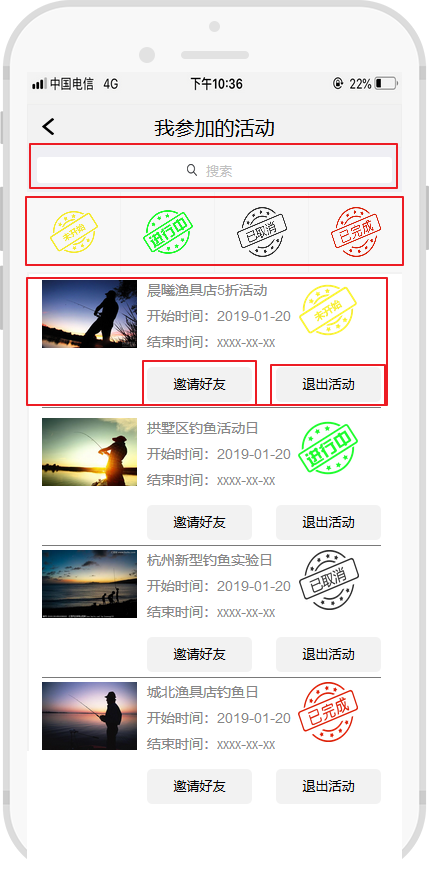 中国电信 4G 下午10:36 22%
我参加的活动
搜索
未开始 进行中 已取消 已完成
晨曦渔具店5折活动
未开始
开始时间：2019-01-20
结束时间：xxxx-xx-xx
邀请好友 退出活动
拱墅区钓鱼活动日
进行中
开始时间：2019-01-20
结束时间：xxxx-xx-xx
邀请好友 退出活动
杭州新型钓鱼实验日
已取消
开始时间：2019-01-20
结束时间：xxxx-xx-xx
邀请好友 退出活动
城北渔具店钓鱼日
已完成
开始时间：2019-01-20
结束时间：xxxx-xx-xx
邀请好友 退出活动